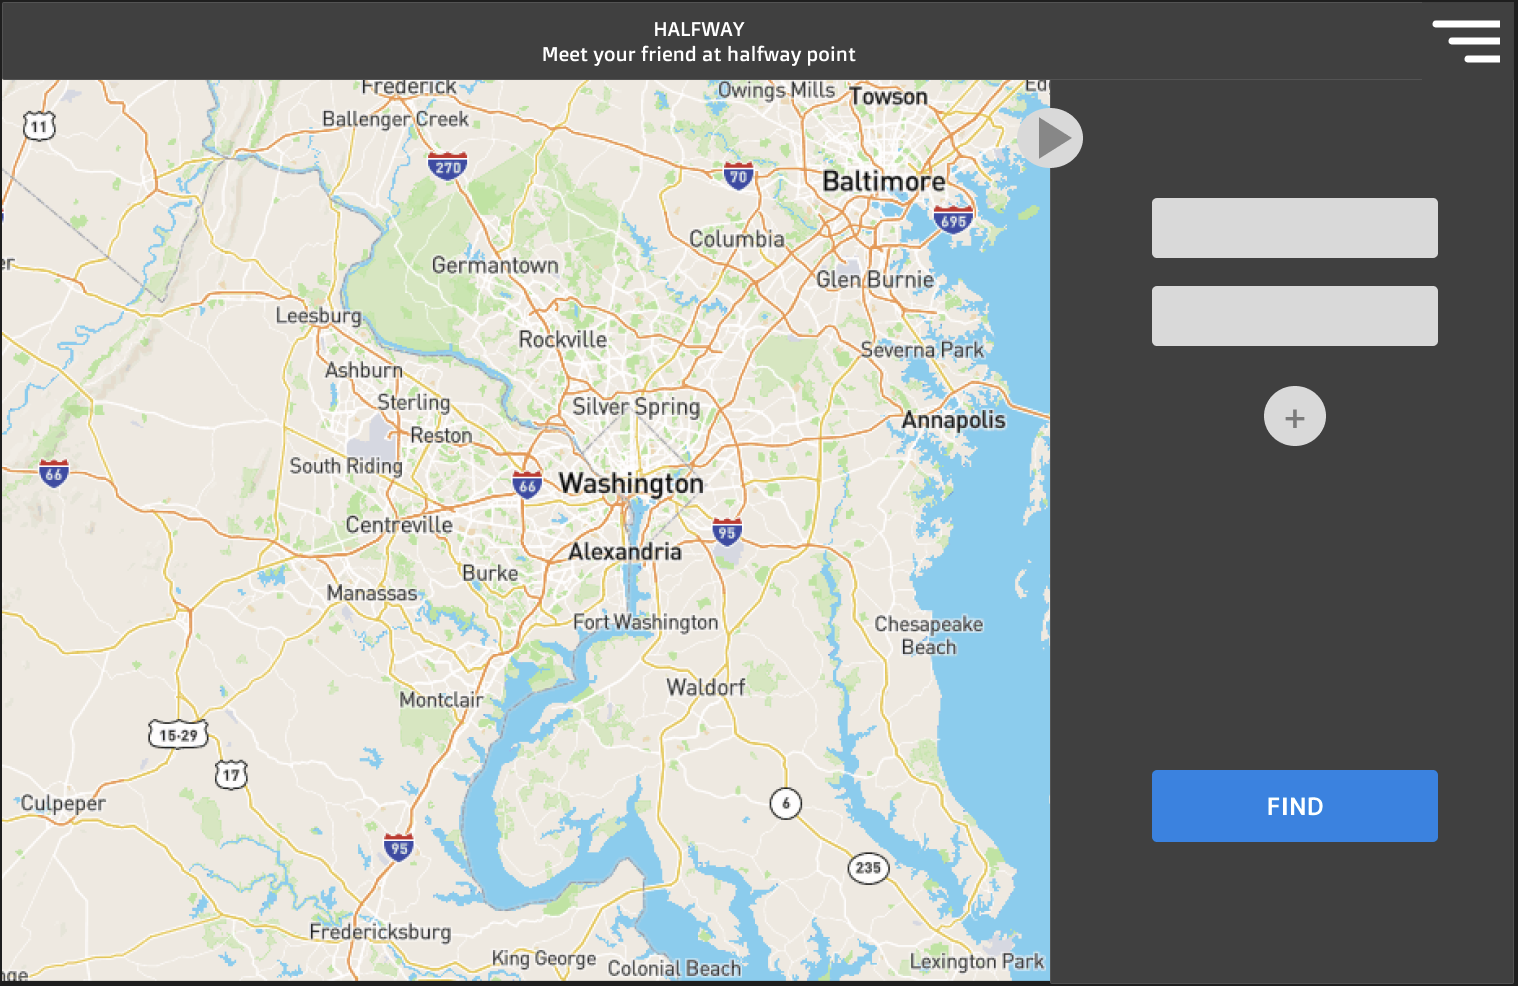 HALFWAY
Meet your friend at halfway point
Frederick
Owings Mills
Towson
Ballenger Creek
11
270
70
Baltimore
695
Columbia
Germantown
Glen Burnie
Leesburg
Rockville
Severna Park
Ashburn
Sterling
Silver Spring
Annapolis
Reston
South Riding
66
66
Washington
Centreville
95
Alexandria
Burke
Manassas
Fort Washington
Chesapeake
Beach
Waldorf
Montclair
15-29
17
Culpeper
6
95
235
Fredericksburg
King George
Colonial Beach
Lexington Park
+
FIND